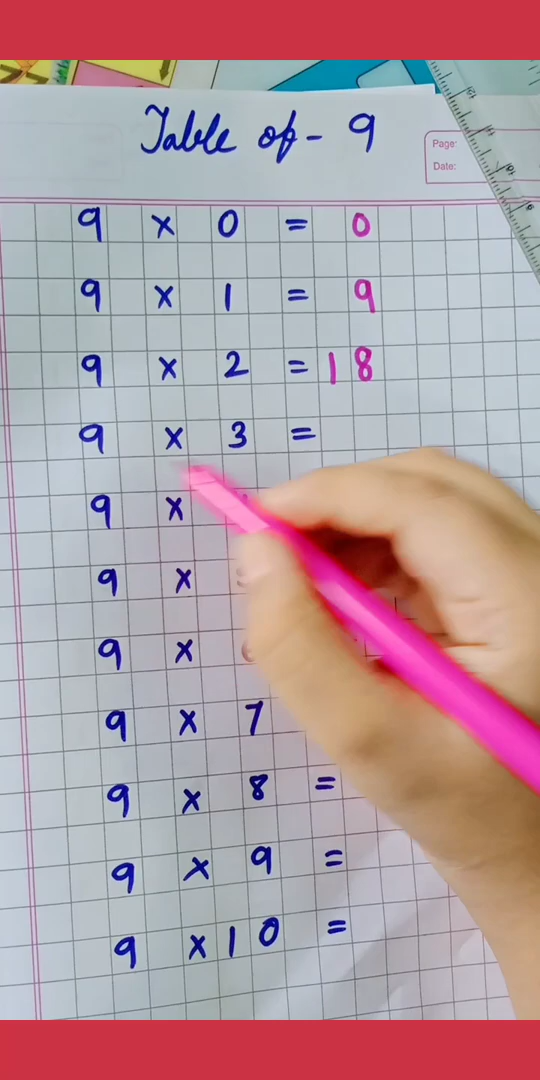 Table of - 9
Page:
Date:
9 × 0 = 0
9 × 1 = 9
9 × 2 = 18
9 × 3 =
9 ×
9 ×
9 ×
9 × 7
9 × 8 =
9 × 9 =
9 × 10 =